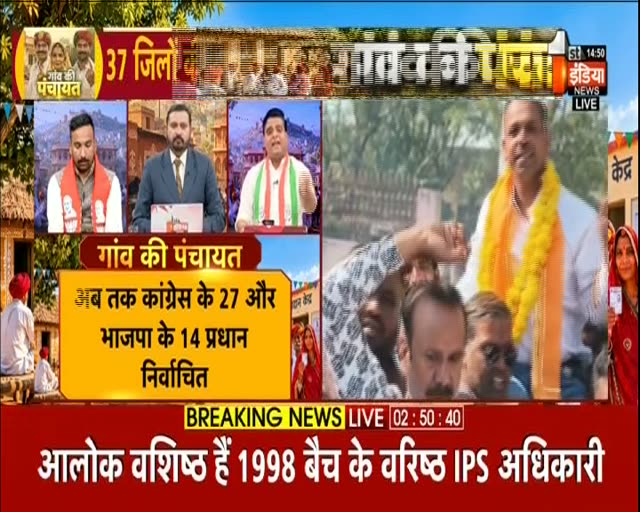 गांव की
पंचायत
37 जिलों
गांव की
14:50
इंडिया
NEWS
LIVE
केंद्र
गांव की पंचायत
अब तक कांग्रेस के 27 और
भाजपा के 14 प्रधान
निर्वाचित
BREAKING NEWS LIVE 02:50:40
आलोक वशिष्ठ हैं 1998 बैच के वरिष्ठ IPS अधिकारी